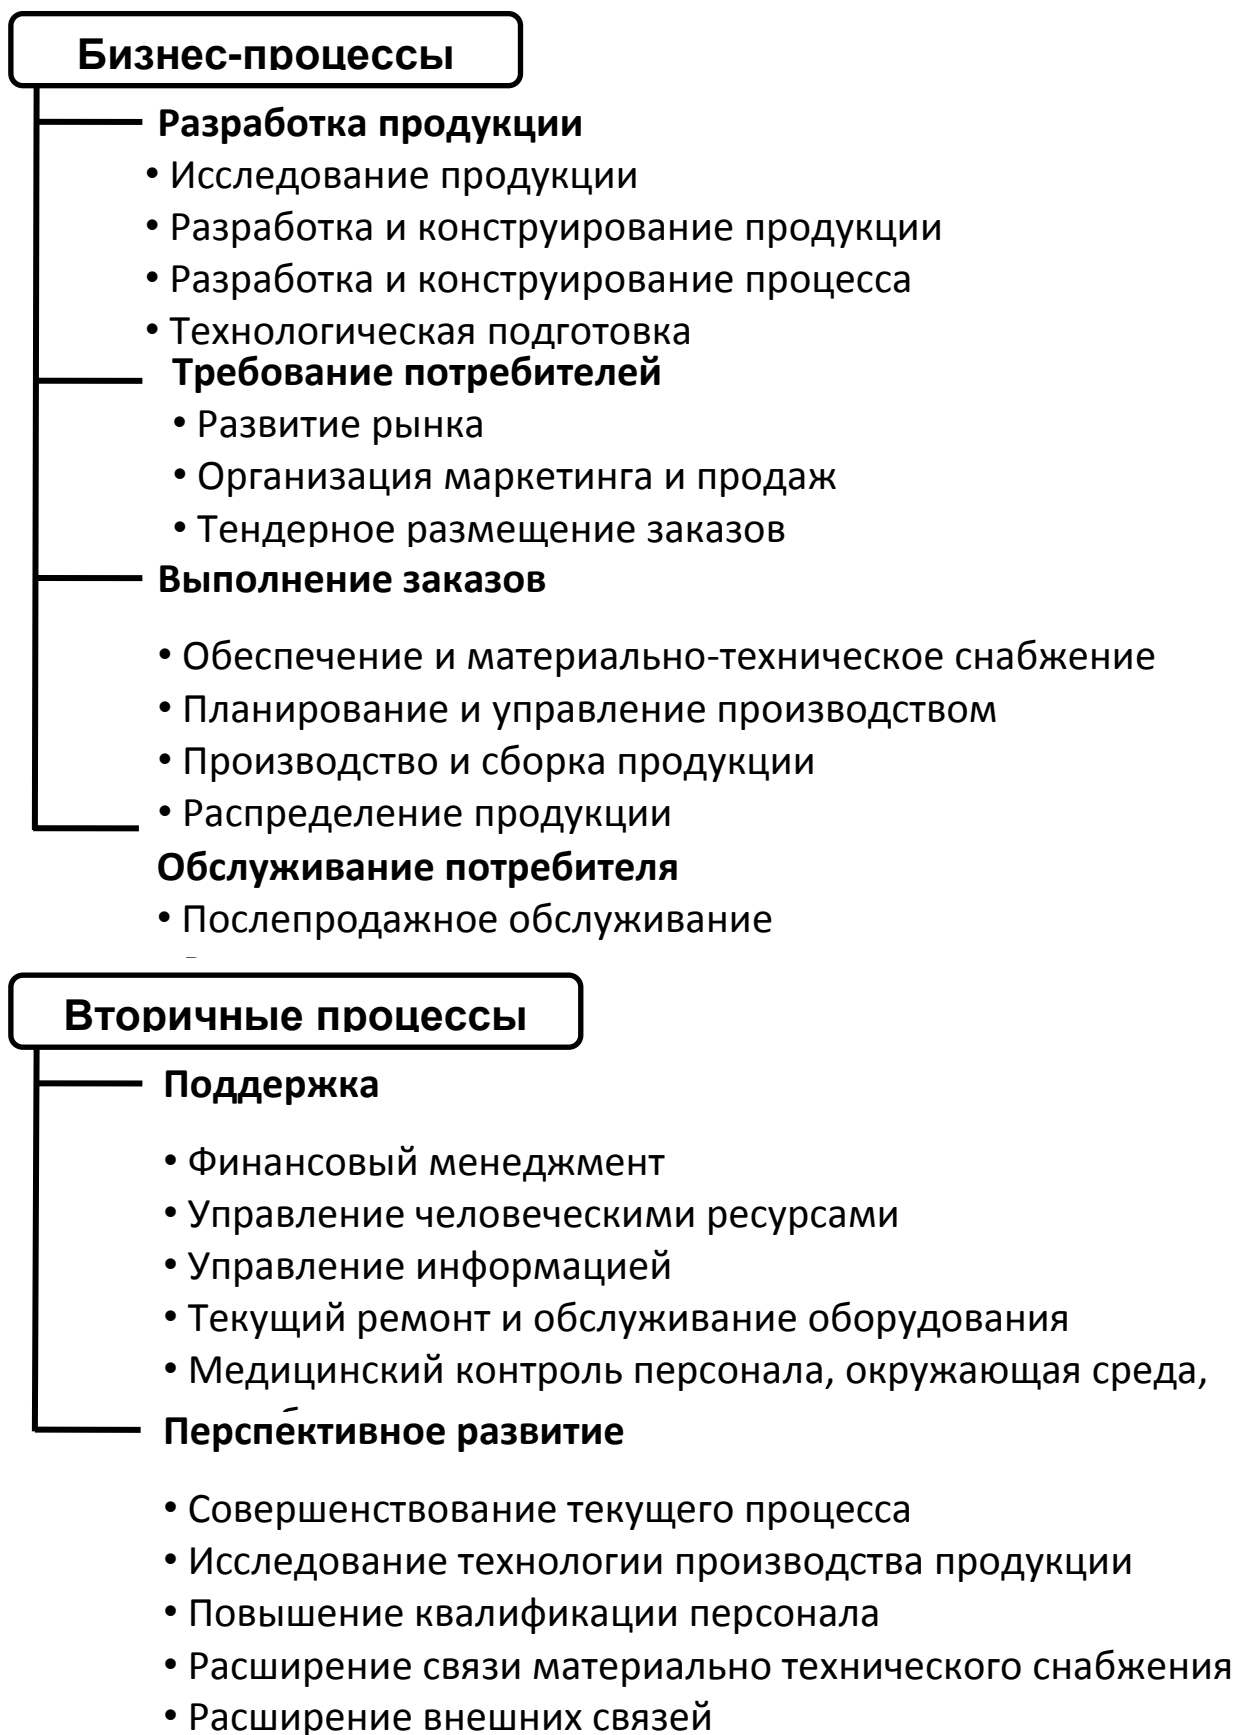 Бизнес-процессы
Разработка продукции
• Исследование продукции
• Разработка и конструирование продукции
• Разработка и конструирование процесса
• Технологическая подготовка
Требование потребителей
• Развитие рынка
• Организация маркетинга и продаж
• Тендерное размещение заказов
Выполнение заказов
• Обеспечение и материально-техническое снабжение
• Планирование и управление производством
• Производство и сборка продукции
• Распределение продукции
Обслуживание потребителя
• Послепродажное обслуживание
Вторичные процессы
Поддержка
• Финансовый менеджмент
• Управление человеческими ресурсами
• Управление информацией
• Текущий ремонт и обслуживание оборудования
• Медицинский контроль персонала, окружающая среда,
Перспективное развитие
• Совершенствование текущего процесса
• Исследование технологии производства продукции
• Повышение квалификации персонала
• Расширение связи материально технического снабжения
• Расширение внешних связей